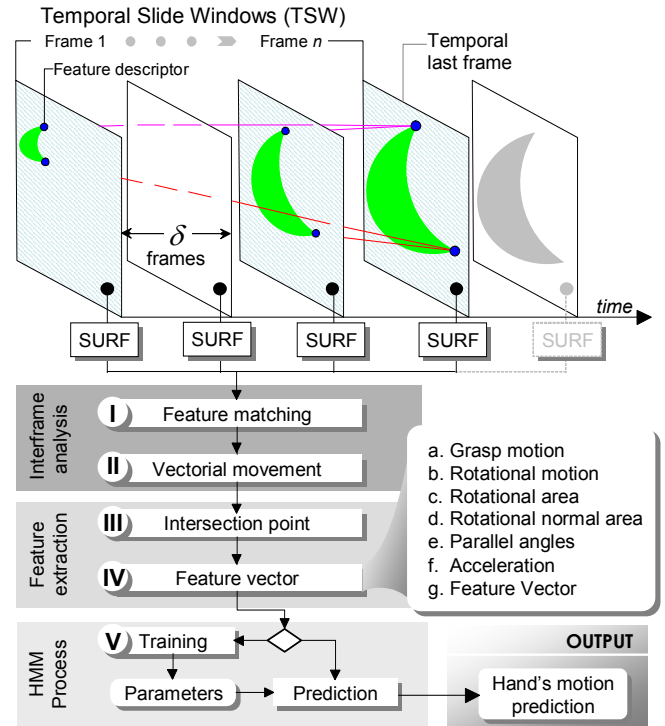 Temporal Slide Windows (TSW)
Frame 1
Frame n
Temporal
last frame
Feature descriptor
δ
frames
time
SURF
SURF
SURF
SURF
SURF
Interframe
analysis
I
Feature matching
II
Vectorial movement
Feature
extraction
III
Intersection point
IV
Feature vector
a. Grasp motion
b. Rotational motion
c. Rotational area
d. Rotational normal area
e. Parallel angles
f. Acceleration
g. Feature Vector
HMM
Process
V
Training
Parameters
Prediction
OUTPUT
Hand's motion
prediction